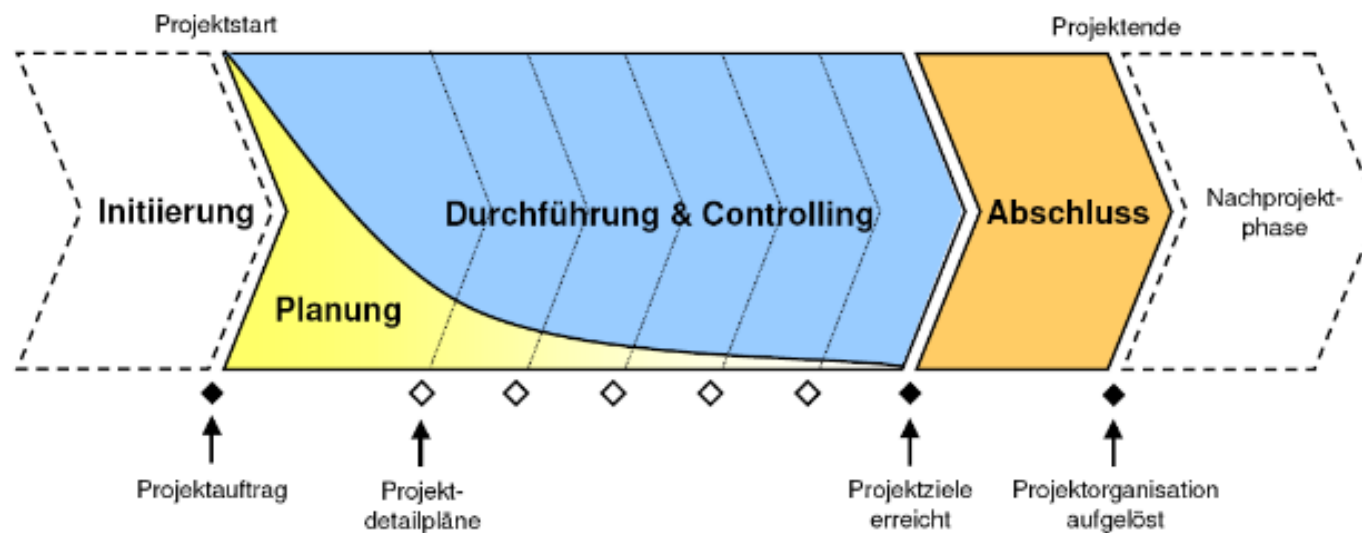 Projektstart
Projektende
Initiierung
Durchführung & Controlling
Abschluss
Nachprojekt-
phase
Planung
Projektauftrag
Projekt-
detailpläne
Projektziele
erreicht
Projektorganisation
aufgelöst